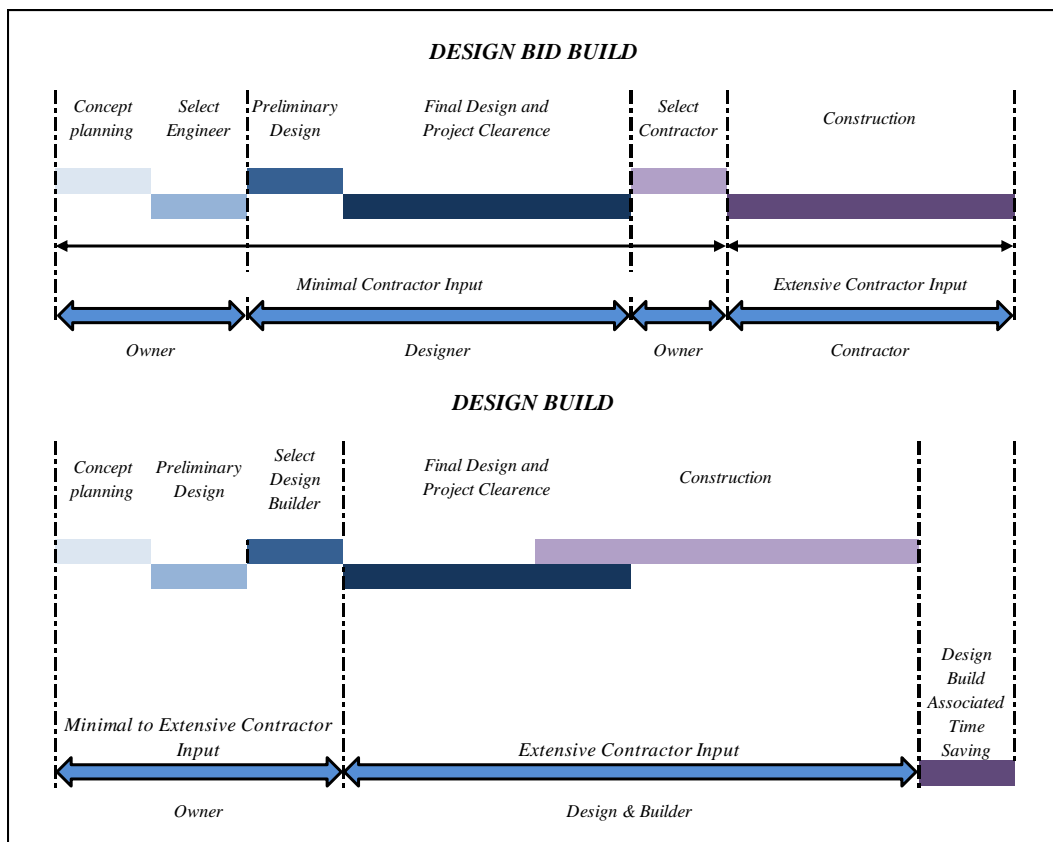 DESIGN BID BUILD
Concept
planning
Select
Engineer
Preliminary
Design
Final Design and
Project Clearence
Select
Contractor
Construction
Minimal Contractor Input
Extensive Contractor Input
Owner
Designer
Owner
Contractor
DESIGN BUILD
Concept
planning
Preliminary
Design
Select
Design
Builder
Final Design and
Project Clearence
Construction
Design
Build
Associated
Time
Saving
Minimal to Extensive Contractor
Input
Extensive Contractor Input
Owner
Design & Builder